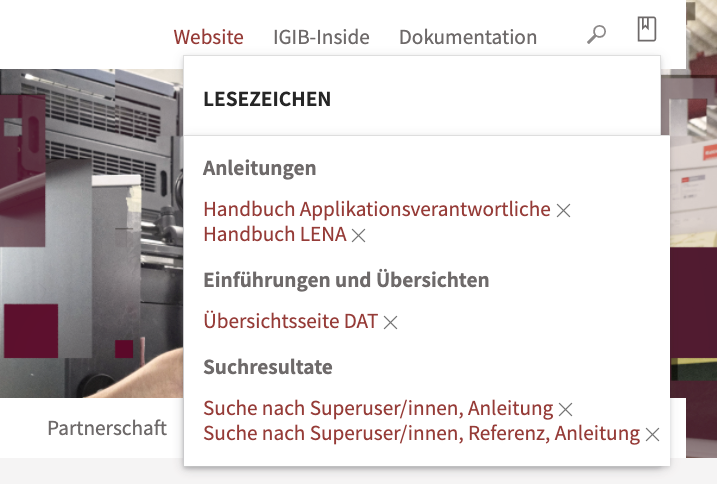 Website IGIB-Inside Dokumentation
LESEZEICHEN
Anleitungen
Handbuch Applikationsverantwortliche
Handbuch LENA
Einführungen und Übersichten
Übersichtsseite DAT
Suchresultate
Suche nach Superuser/innen, Anleitung
Suche nach Superuser/innen, Referenz, Anleitung
Partnerschaft